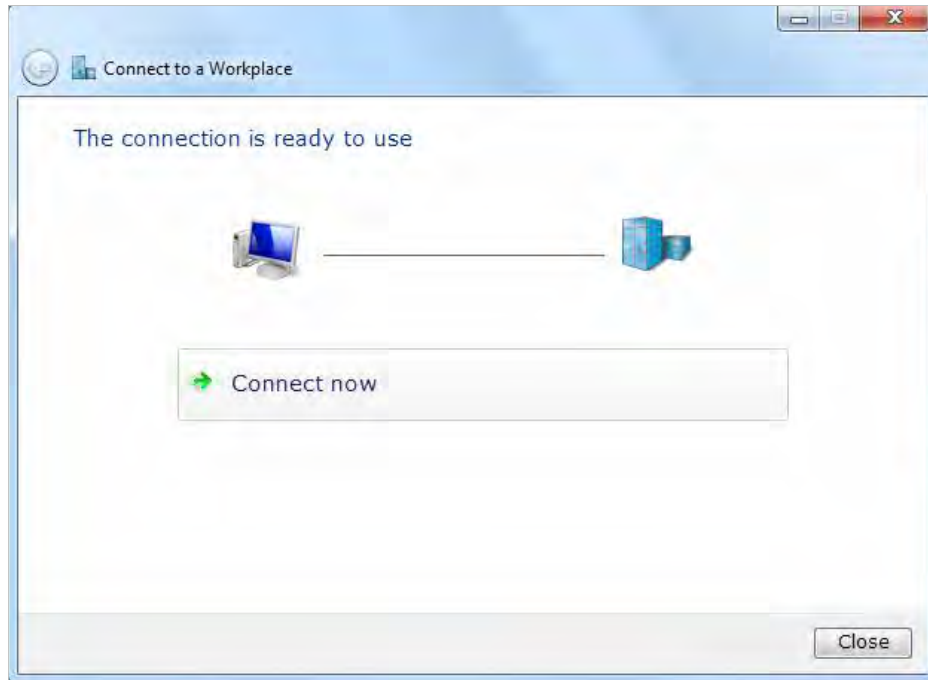 Connect to a Workplace
The connection is ready to use
Connect now
Close